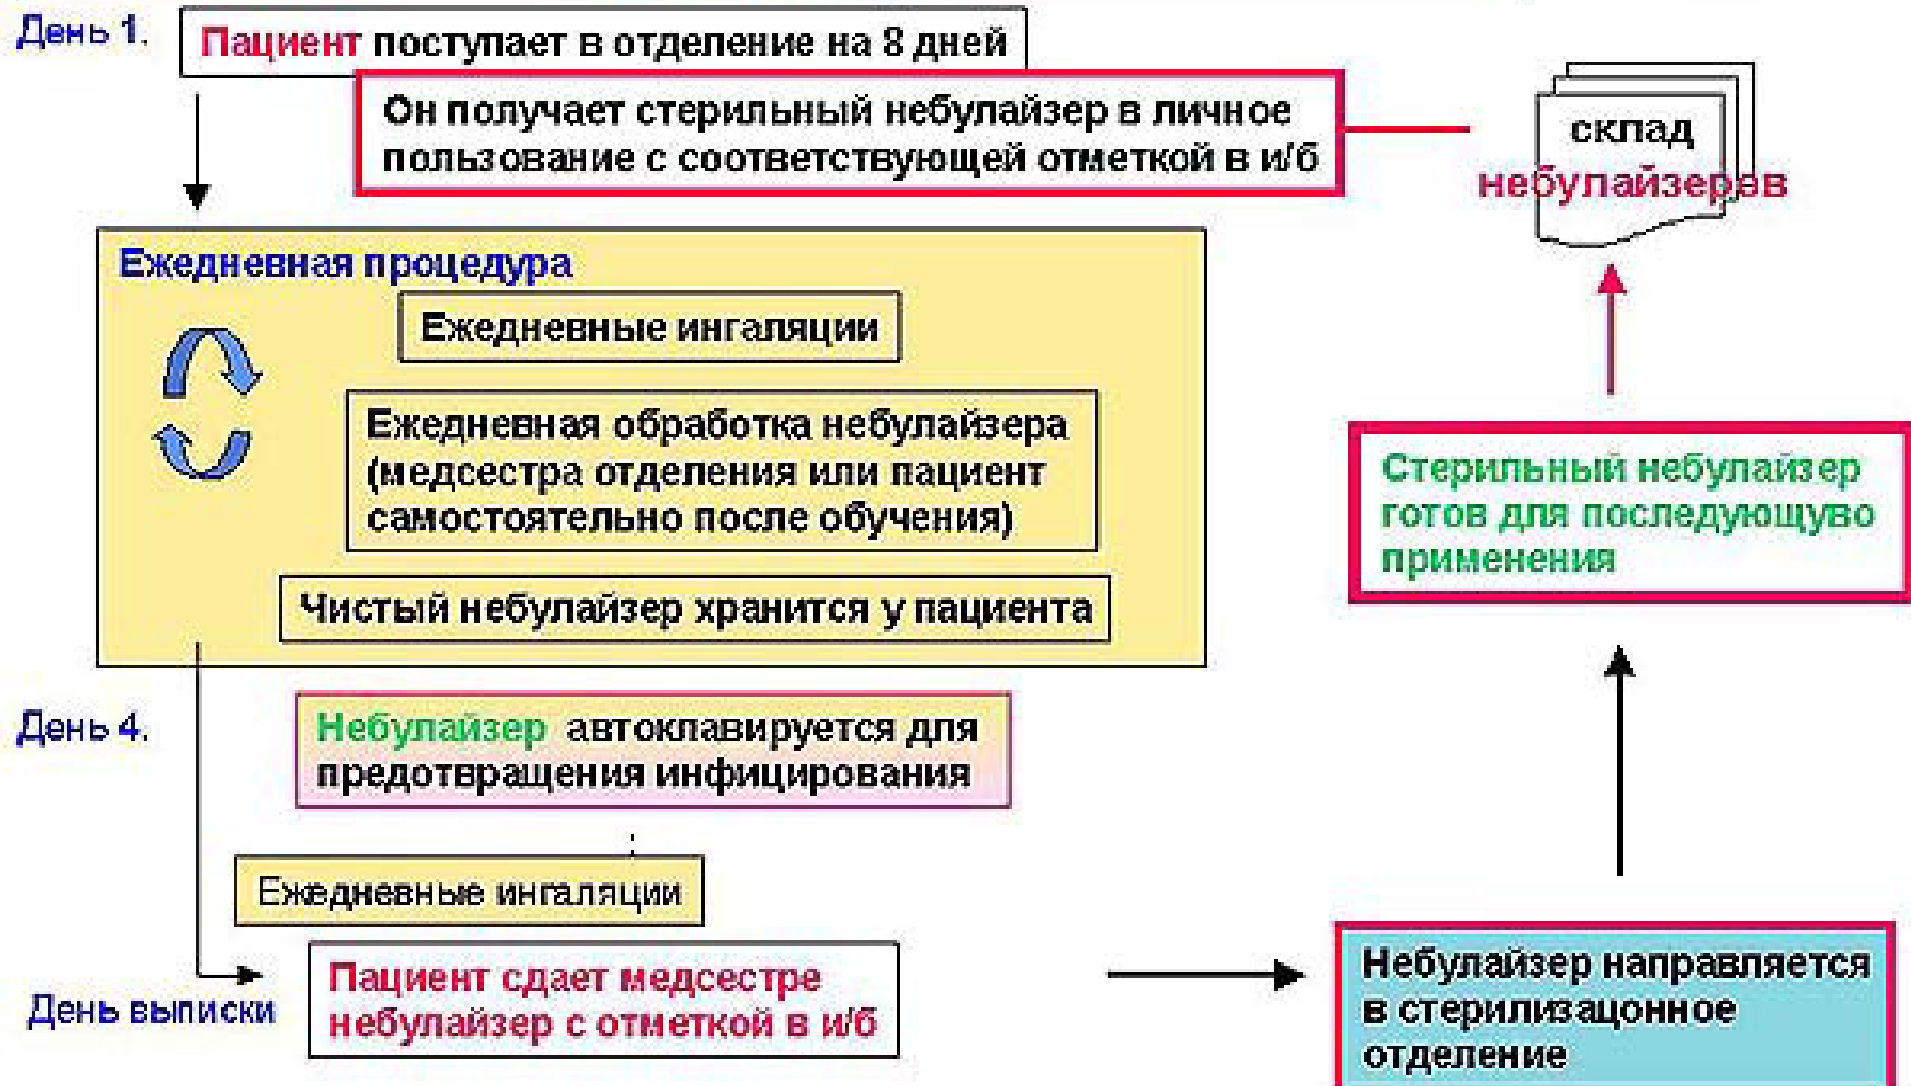 День 1.
Пациент поступает в отделение на 8 дней
Он получает стерильный небулайзер в личное
пользование с соответствующей отметкой в и/б
склад
небулайзеров
Ежедневная процедура
Ежедневные ингаляции
Ежедневная обработка небулайзера
(медсестра отделения или пациент
самостоятельно после обучения)
Чистый небулайзер хранится у пациента
Стерильный небулайзер
готов для последующуво
применения
День 4.
Небулайзер автоклавируется для
предотвращения инфицирования
Ежедневные ингаляции
День выписки
Пациент сдает медсестре
небулайзер с отметкой в и/б
Небулайзер направляется
в стерилизацонное
отделение